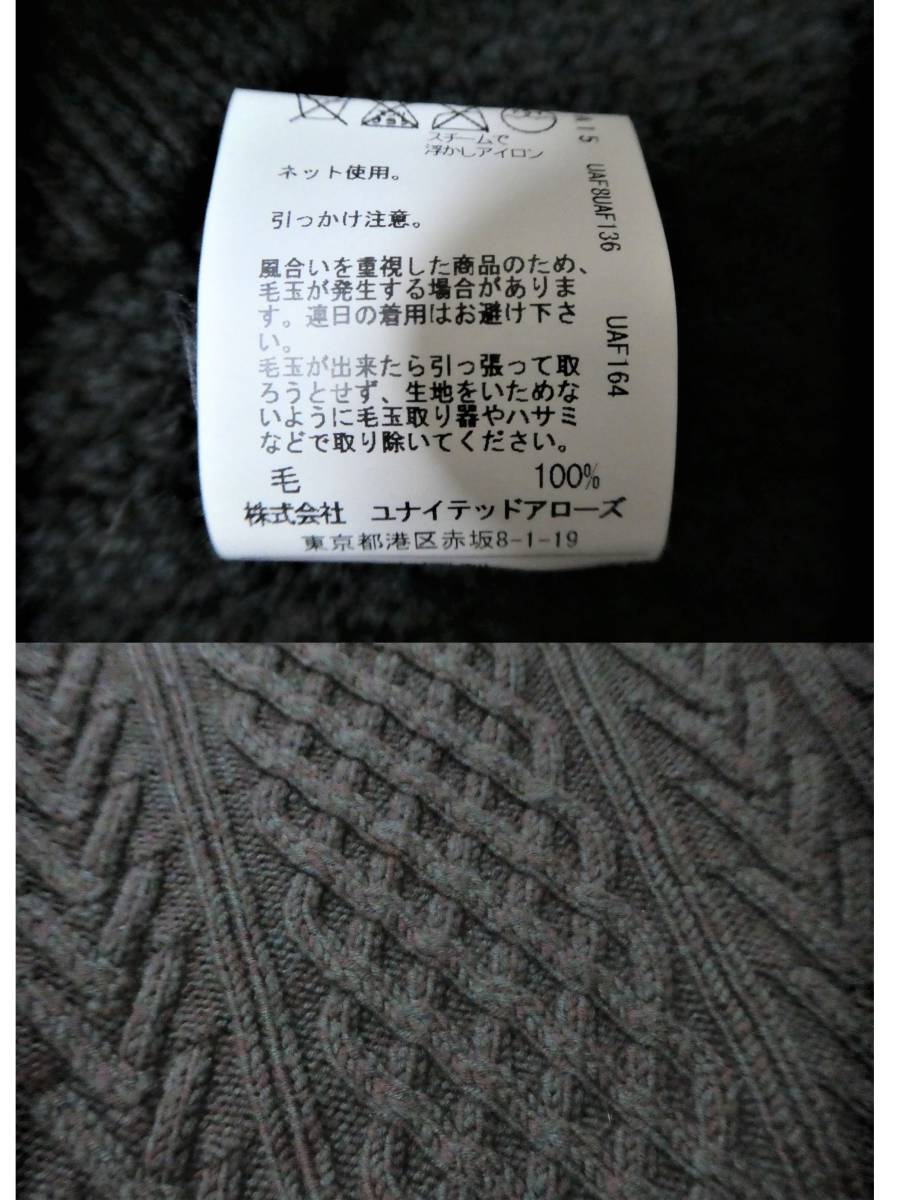 スチームで
浮かしアイロン
ネット使用。
引っかけ注意。
風合いを重視した商品のため、
毛玉が発生する場合がありま
す。連日の着用はお避け下さ
い。
毛玉が出来たら引っ張って取
ろうとせず、生地をいためな
いように毛玉取り器やハサミ
などで取り除いてください。
毛 100%
株式会社 ユナイテッドアローズ
東京都港区赤坂8-1-19
A15 UAF8UAF136
UAF164